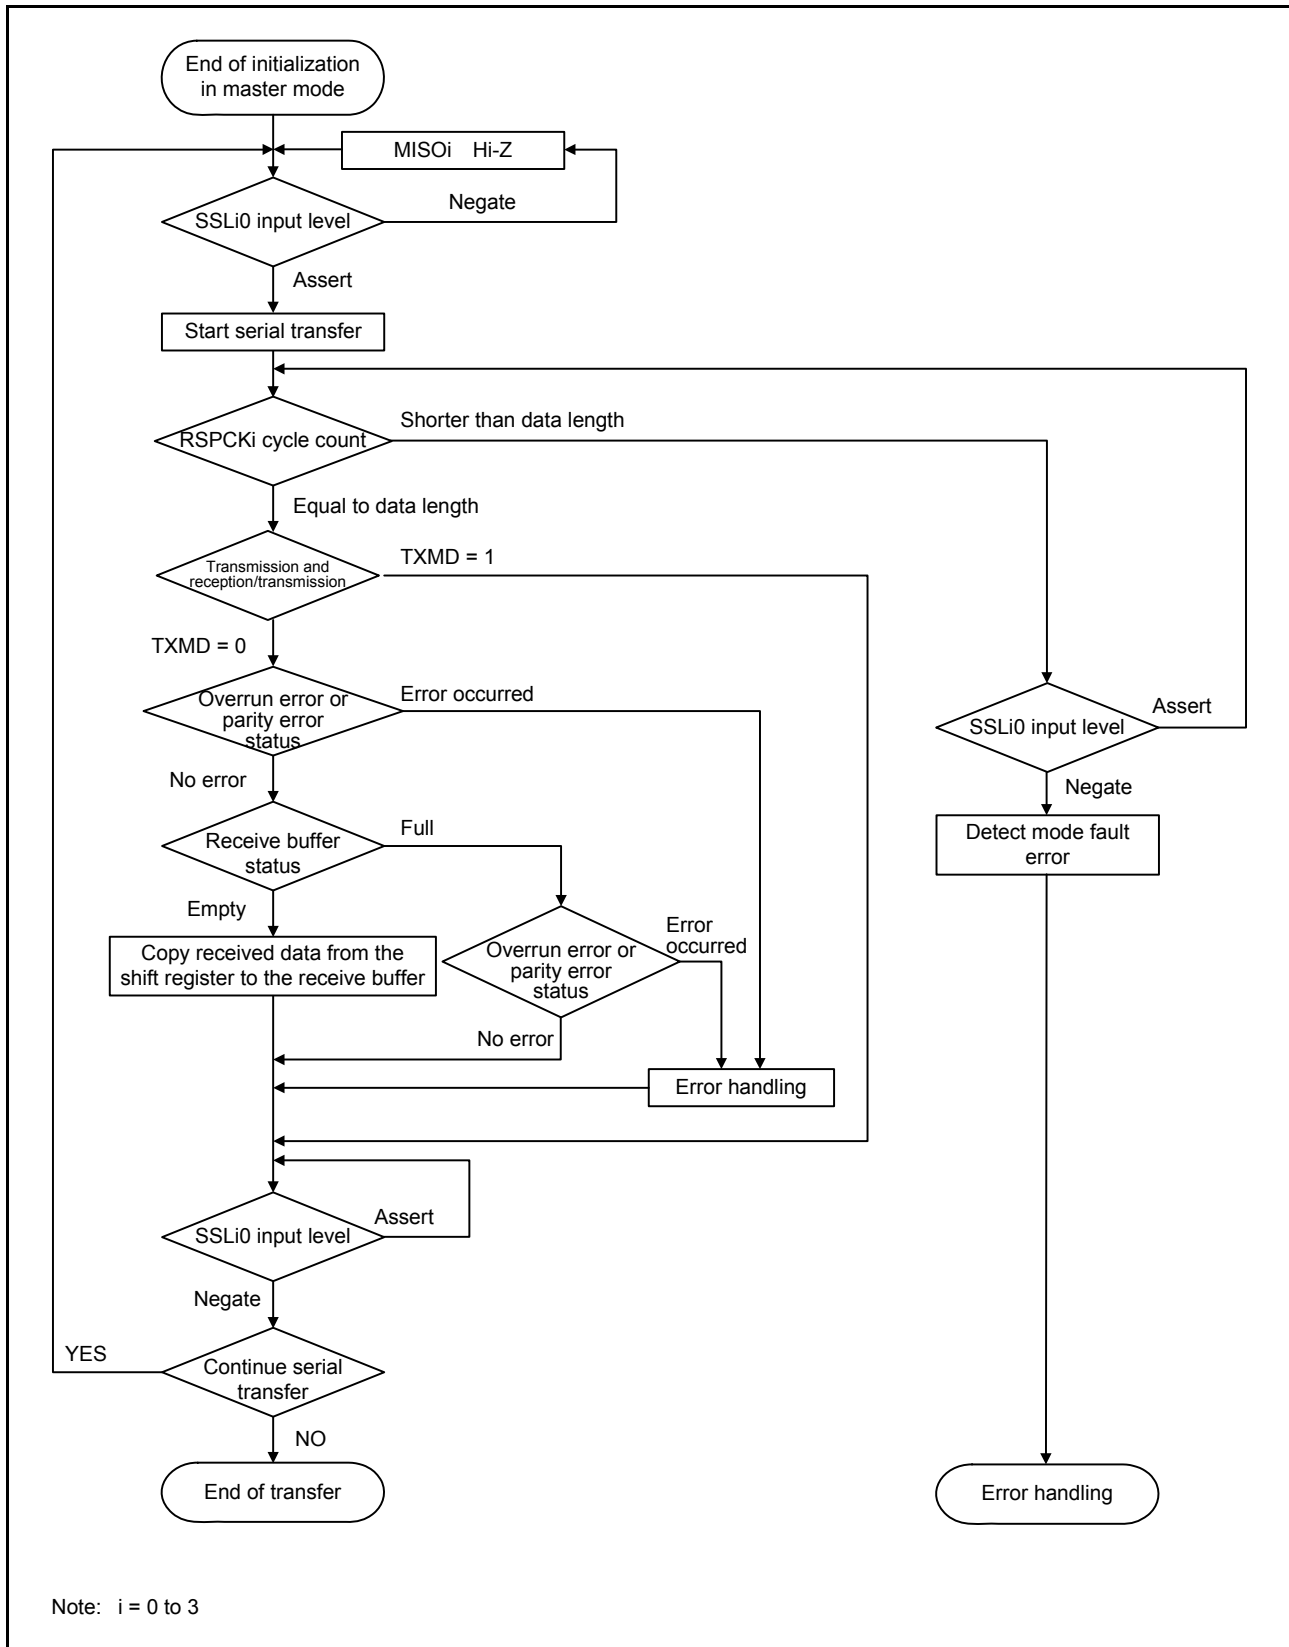 End of initialization
in master mode
MISOi Hi-Z
SSLi0 input level
Negate
Assert
Start serial transfer
RSPCKi cycle count
Shorter than data length
Equal to data length
Transmission and
reception/transmission
TXMD = 1
TXMD = 0
Overrun error or
parity error
status
Error occurred
SSLi0 input level
Assert
No error
Negate
Receive buffer
status
Full
Detect mode fault
error
Empty
Copy received data from the
shift register to the receive buffer
Overrun error or
parity error
status
Error
occurred
No error
Error handling
SSLi0 input level
Assert
Negate
YES
Continue serial
transfer
NO
End of transfer
Error handling
Note: i = 0 to 3